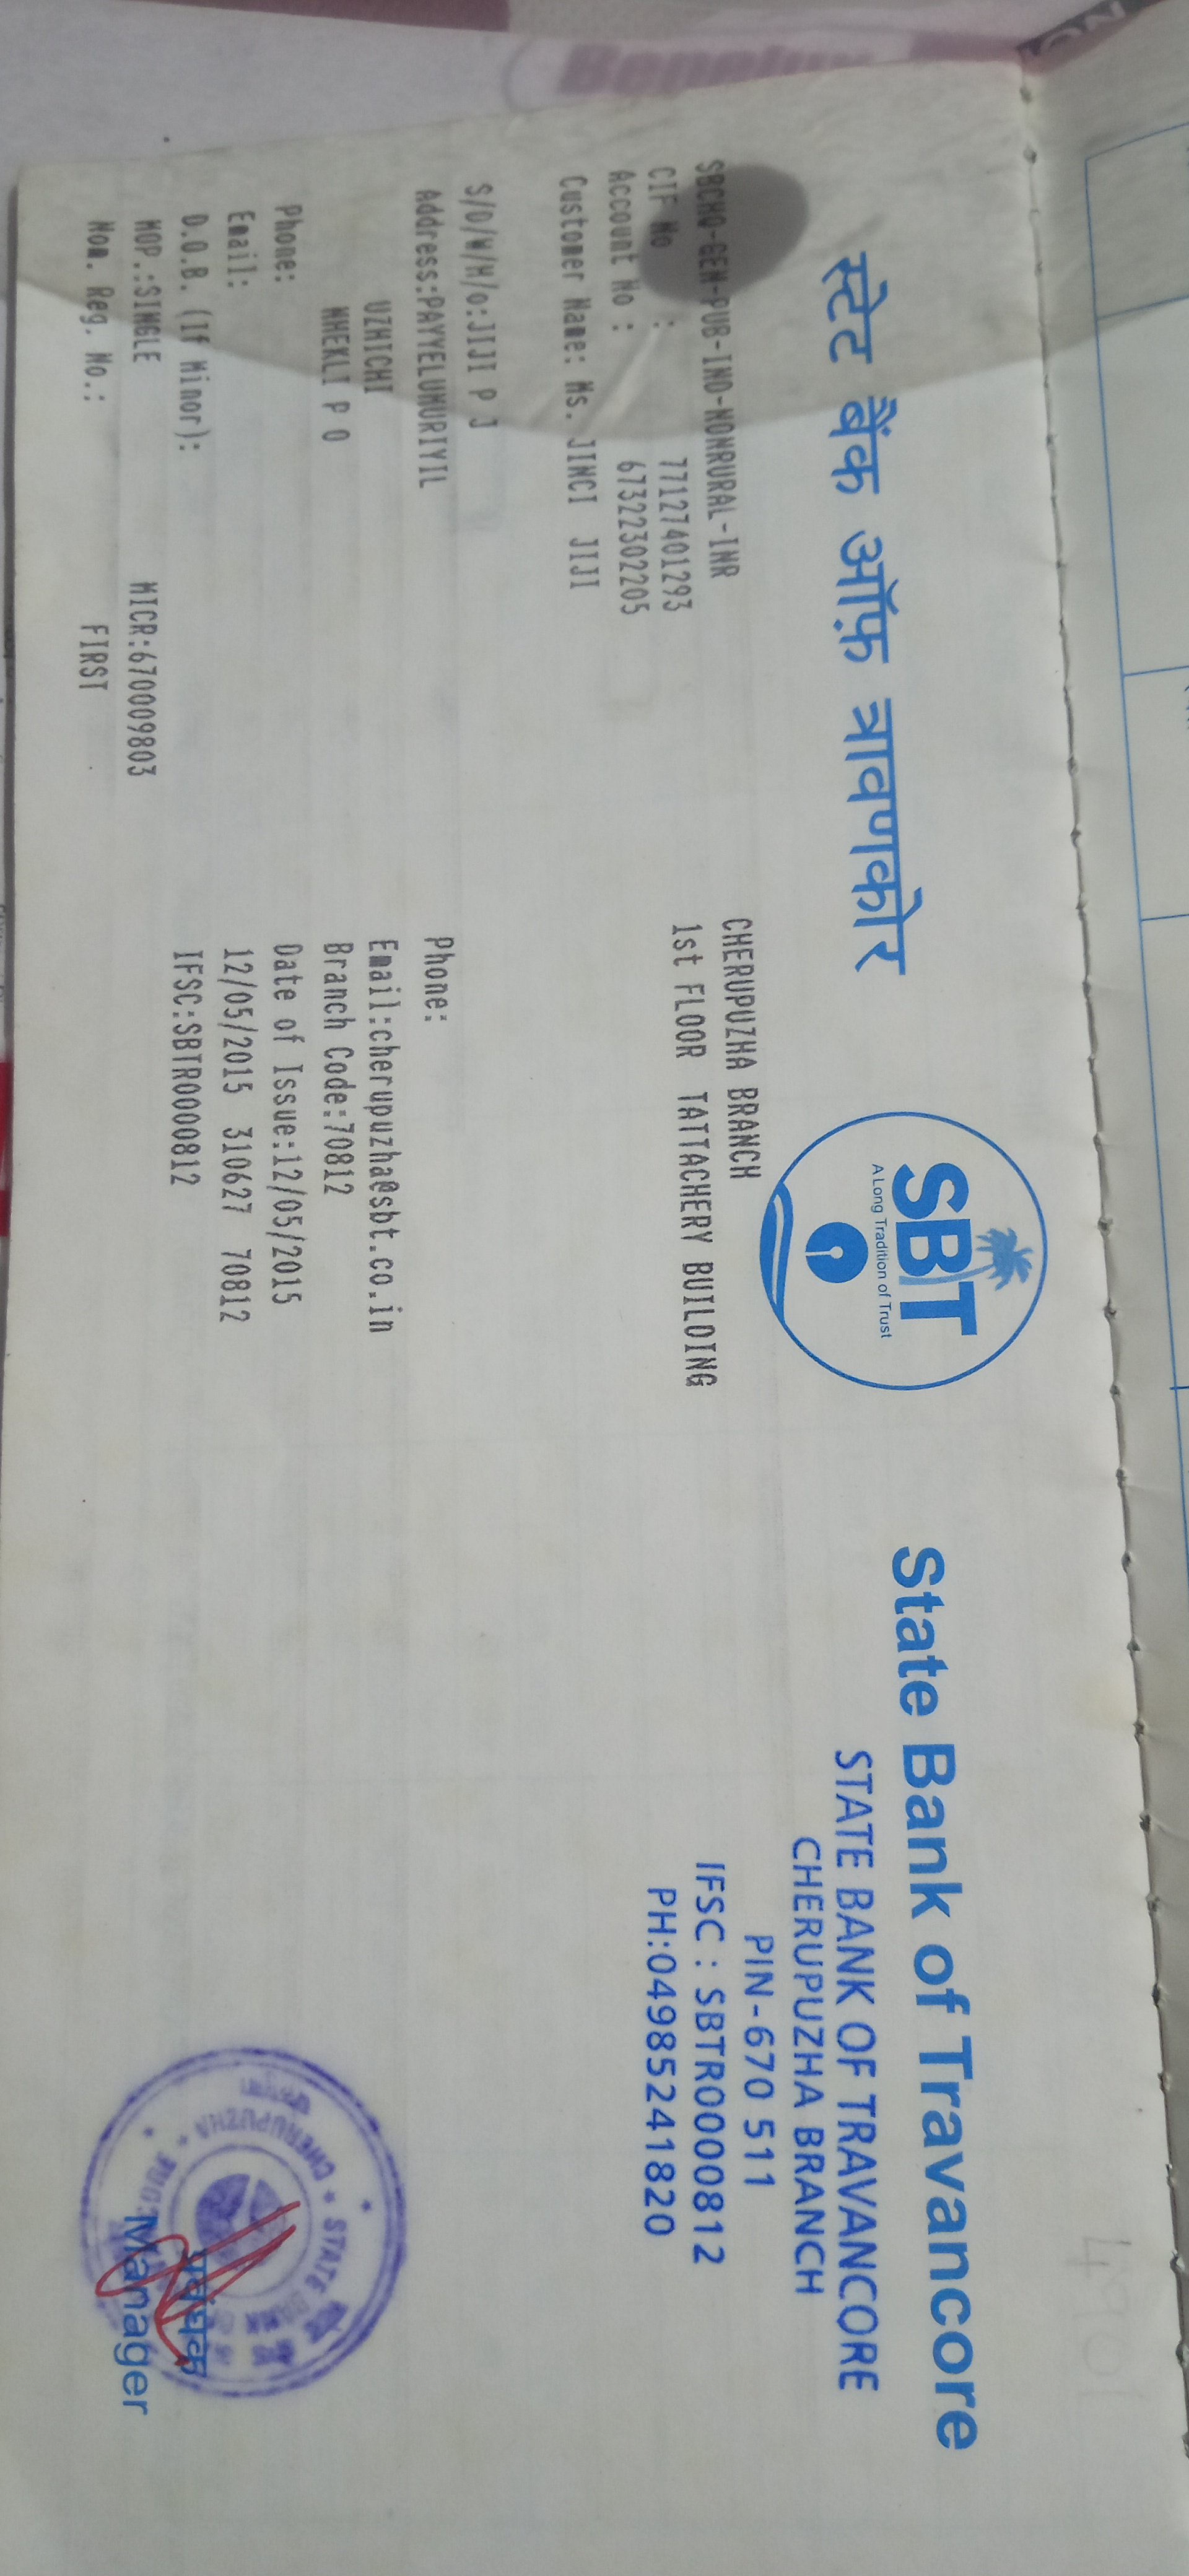 स्टेट बैंक ऑफ़ त्रावणकोर
SBT
A Long Tradition of Trust
State Bank of Travancore
STATE BANK OF TRAVANCORE
CHERUPUZHA BRANCH
PIN-670 511
IFSC : SBTR0000812
PH:04985241820
SBCHQ-GEN-PUB-IND-NONRURAL-INR
CIF No : 77127401293
Account No : 67322302205
Customer Name: Ms. JINCI JIJI
S/D/W/H/o:JIJI P J
Address:PAYYELUMURIYIL
UZHICHI
NHEKLI P O
Phone:
Email:
D.O.B. (If Minor):
MOP.:SINGLE MICR:670009803
Nom. Reg. No.: FIRST
CHERUPUZHA BRANCH
1st FLOOR TATTACHERY BUILDING
Phone:
Email:cherupuzha@sbt.co.in
Branch Code:70812
Date of Issue:12/05/2015
12/05/2015 310627 70812
IFSC:SBTR0000812
STATE BANK
CHERUPUZHA
प्रबंधक
Manager